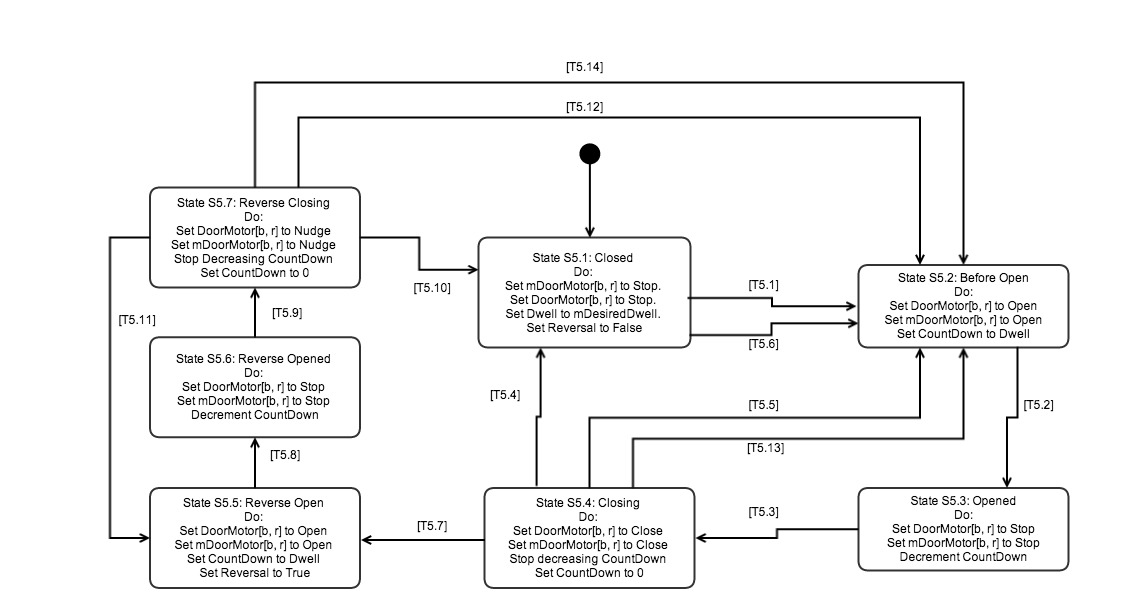 [T5.14]
[T5.12]
State S5.7: Reverse Closing
Do:
Set DoorMotor[b, r] to Nudge
Set mDoorMotor[b, r] to Nudge
Stop Decreasing CountDown
Set CountDown to 0
[T5.10]
State S5.1: Closed
Do:
Set mDoorMotor[b, r] to Stop.
Set DoorMotor[b, r] to Stop.
Set Dwell to mDesiredDwell.
Set Reversal to False
[T5.1]
[T5.6]
State S5.2: Before Open
Do:
Set DoorMotor[b, r] to Open
Set mDoorMotor[b, r] to Open
Set CountDown to Dwell
[T5.11]
[T5.9]
State S5.6: Reverse Opened
Do:
Set DoorMotor[b, r] to Stop
Set mDoorMotor[b, r] to Stop
Decrement CountDown
[T5.4]
[T5.5]
[T5.2]
[T5.13]
[T5.8]
State S5.5: Reverse Open
Do:
Set DoorMotor[b, r] to Open
Set mDoorMotor[b, r] to Open
Set CountDown to Dwell
Set Reversal to True
[T5.7]
State S5.4: Closing
Do:
Set DoorMotor[b, r] to Close
Set mDoorMotor[b, r] to Close
Stop decreasing CountDown
Set CountDown to 0
[T5.3]
State S5.3: Opened
Do:
Set DoorMotor[b, r] to Stop
Set mDoorMotor[b, r] to Stop
Decrement CountDown